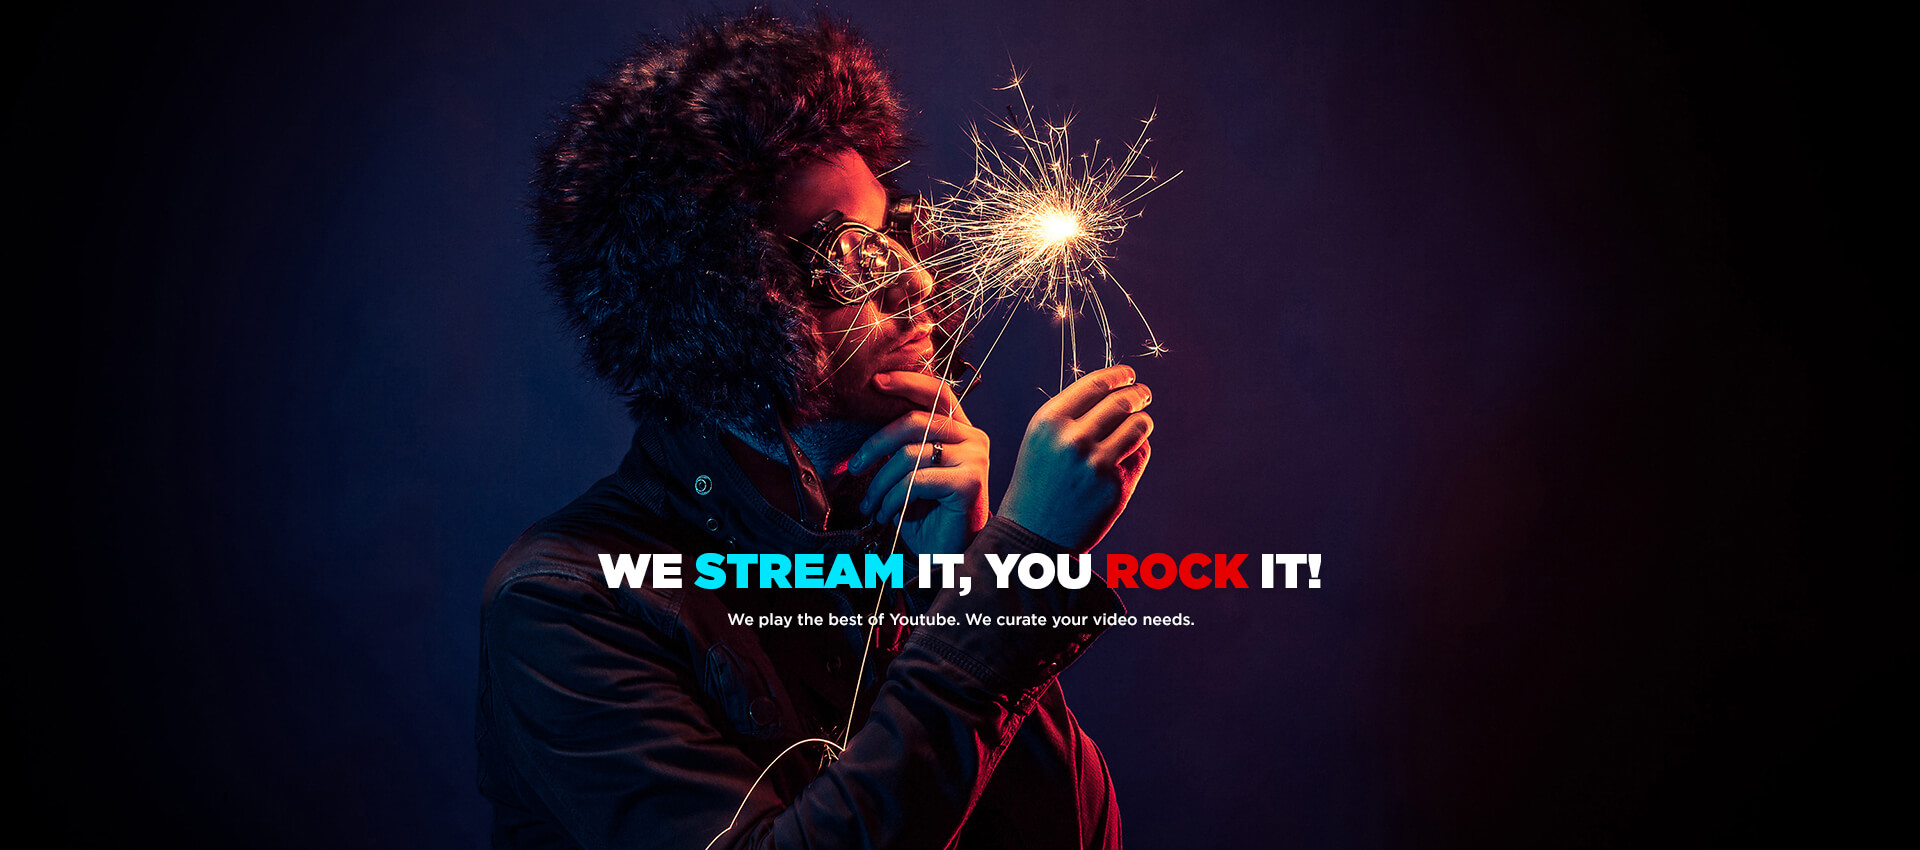 WE STREAM IT, YOU ROCK IT!
We play the best of Youtube. We curate your video needs.